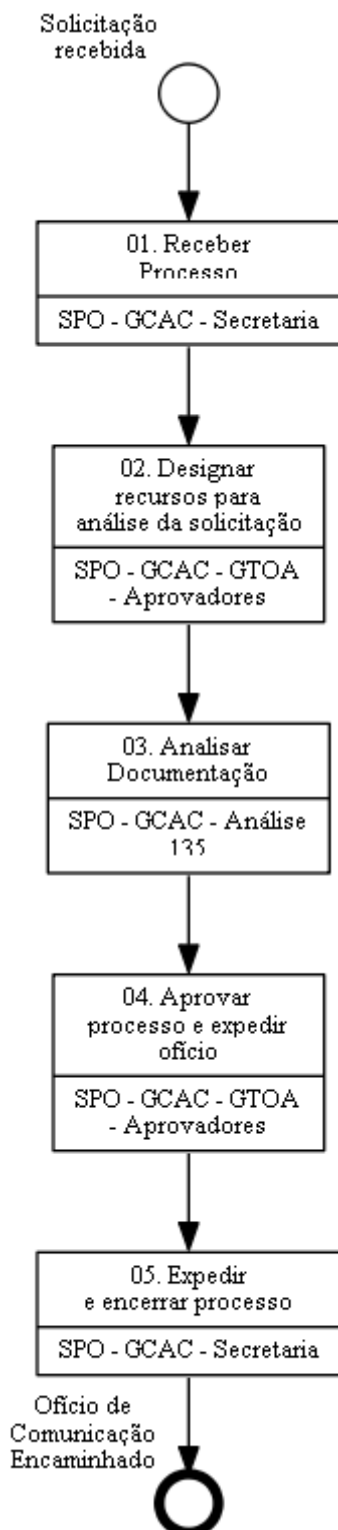 Solicitação
recebida
01. Receber
Processo
SPO - GCAC - Secretaria
02. Designar
recursos para
análise da solicitação
SPO - GCAC - GTOA
- Aprovadores
03. Analisar
Documentação
SPO - GCAC - Análise
135
04. Aprovar
processo e expedir
ofício
SPO - GCAC - GTOA
- Aprovadores
05. Expedir
e encerrar processo
SPO - GCAC - Secretaria
Ofício de
Comunicação
Encaminhado